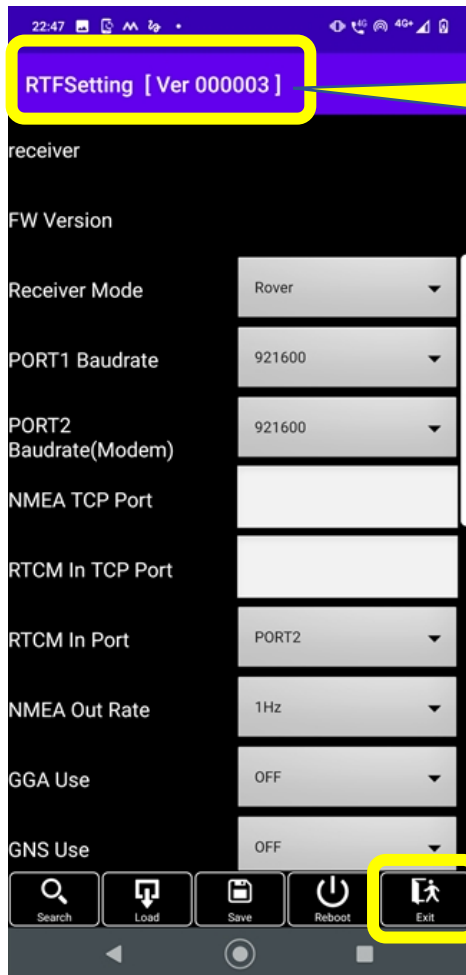 22:47
4G+
RTFSetting [ Ver 000003 ]
receiver
FW Version
Receiver Mode
Rover
PORT1 Baudrate
921600
PORT2
Baudrate(Modem)
921600
NMEA TCP Port
RTCM In TCP Port
RTCM In Port
PORT2
NMEA Out Rate
1Hz
GGA Use
OFF
GNS Use
OFF
Search
Load
Save
Reboot
Exit